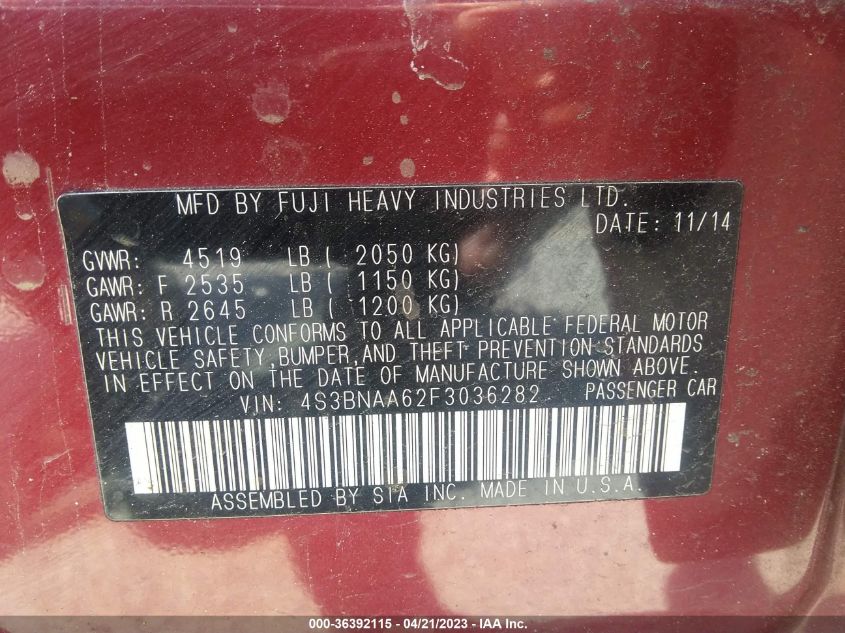 MFD BY FUJI HEAVY INDUSTRIES LTD.
DATE: 11/14
GVWR: 4519 LB ( 2050 KG)
GAWR: F 2535 LB ( 1150 KG)
GAWR: R 2645 LB ( 1200 KG)
THIS VEHICLE CONFORMS TO ALL APPLICABLE FEDERAL MOTOR
VEHICLE SAFETY, BUMPER, AND THEFT PREVENTION STANDARDS
IN EFFECT ON THE DATE OF MANUFACTURE SHOWN ABOVE.
VIN: 4S3BNAA62F3036282 PASSENGER CAR
ASSEMBLED BY SIA INC. MADE IN U.S.A.
000-36392115 - 04/21/2023 - IAA Inc.